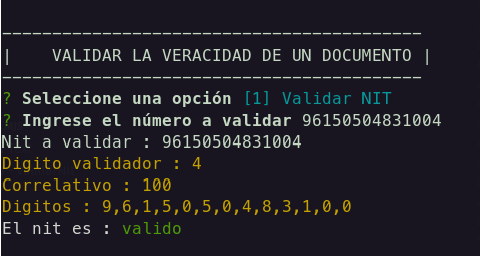 ------------------------------------------
|    VALIDAR LA VERACIDAD DE UN DOCUMENTO |
------------------------------------------
? Seleccione una opción [1] Validar NIT
? Ingrese el número a validar 96150504831004
Nit a validar : 96150504831004
Digito validador : 4
Correlativo : 100
Digitos : 9,6,1,5,0,5,0,4,8,3,1,0,0
El nit es : valido